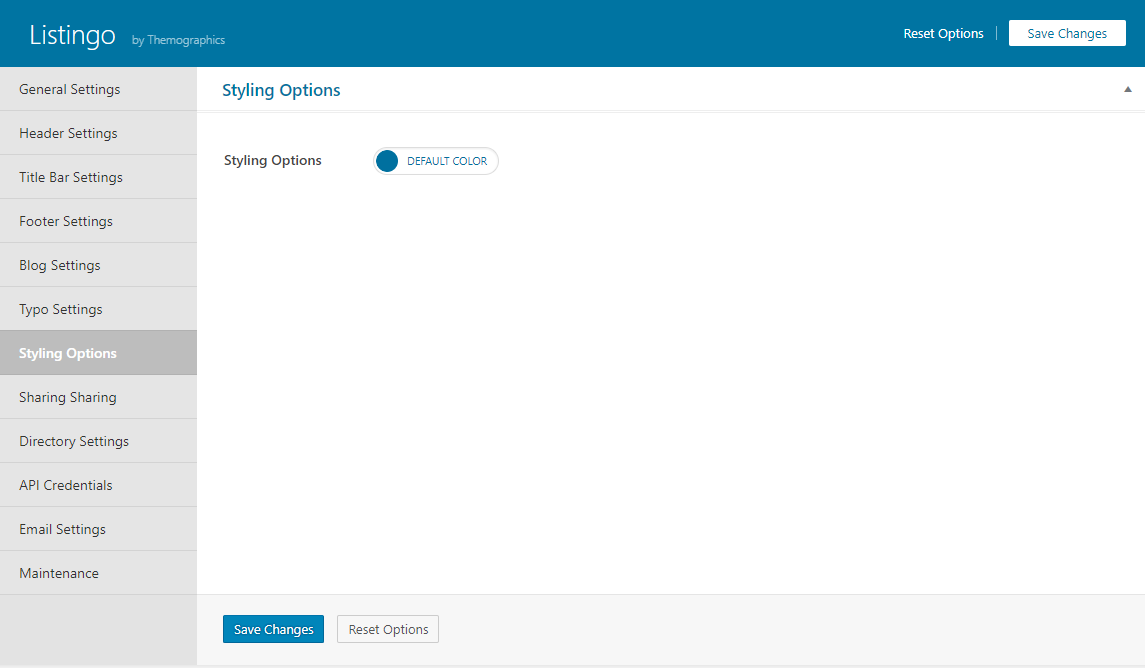 Listingo by Themographics
Reset Options
Save Changes
General Settings
Header Settings
Title Bar Settings
Footer Settings
Blog Settings
Typo Settings
Styling Options
Sharing Sharing
Directory Settings
API Credentials
Email Settings
Maintenance
Styling Options
Styling Options
DEFAULT COLOR
Save Changes
Reset Options